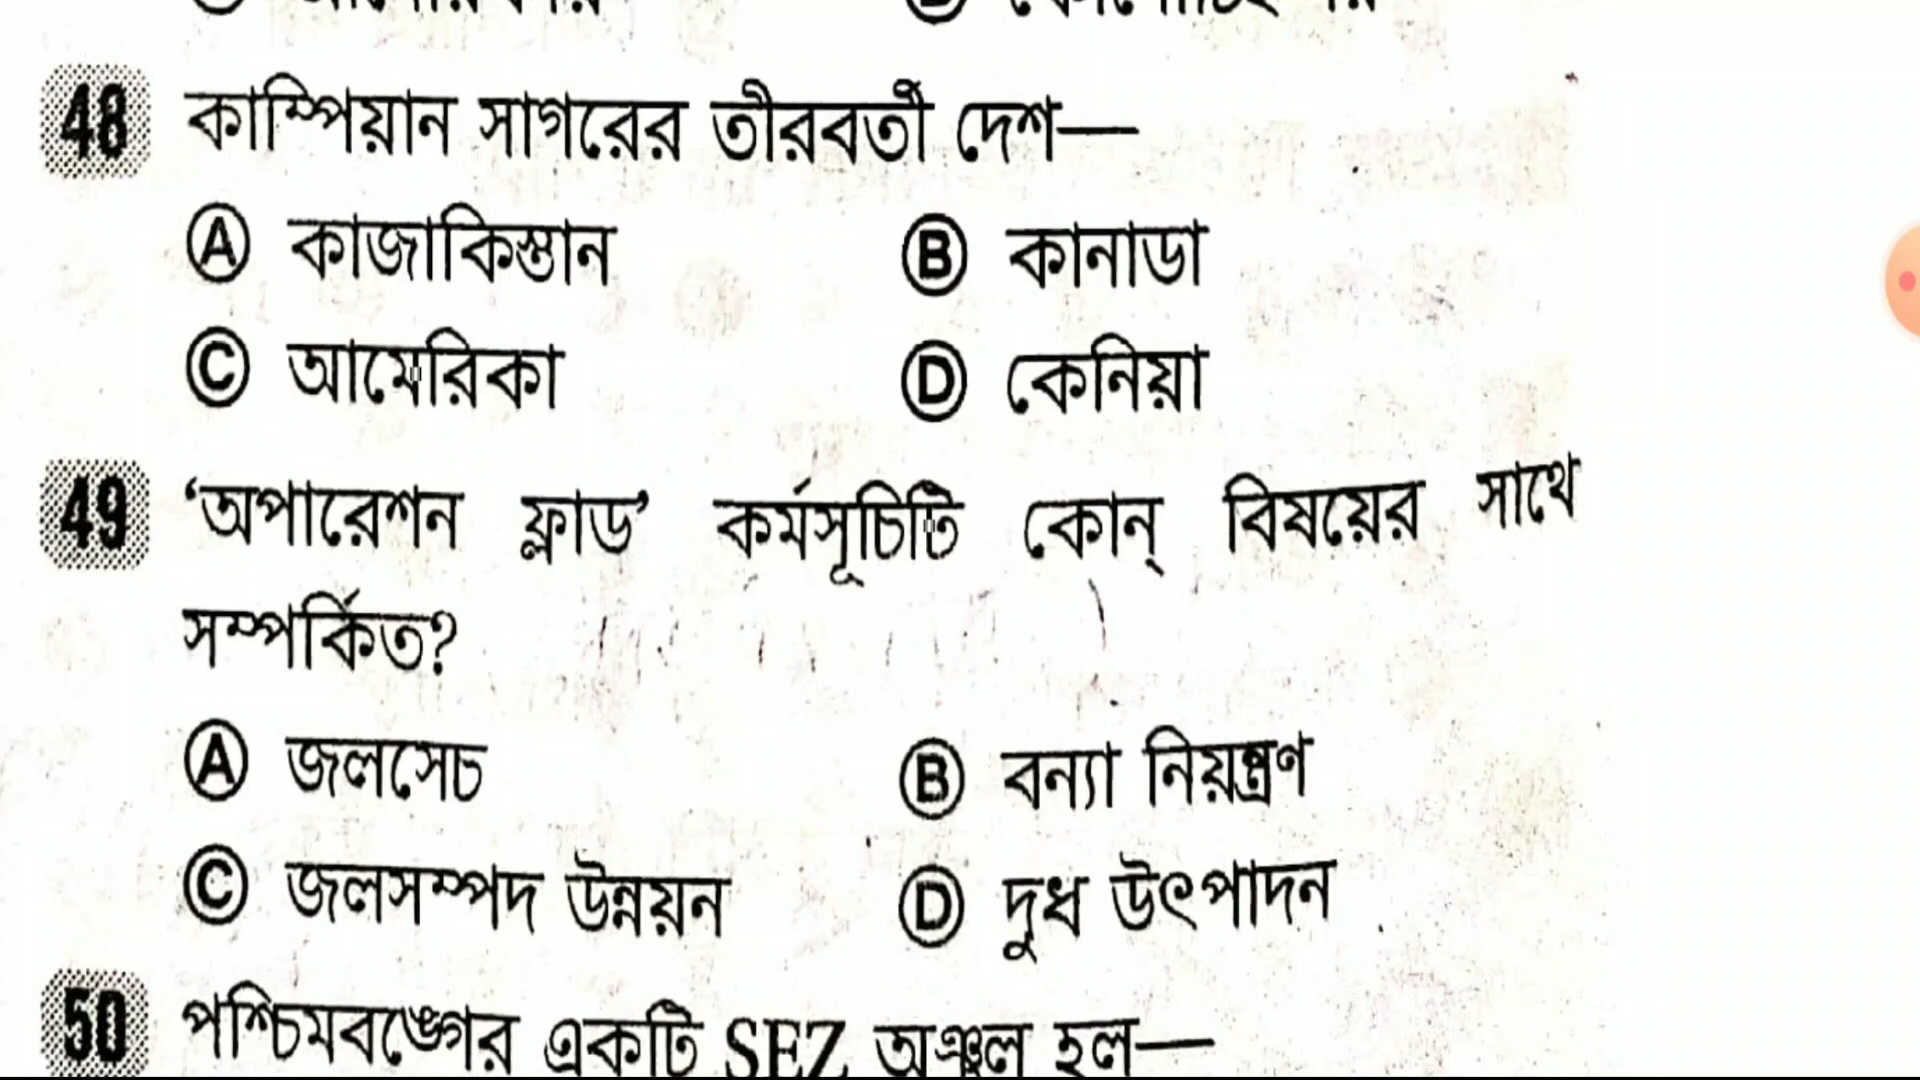 48 কাস্পিয়ান সাগরের তীরবর্তী দেশ—
Ⓐ কাজাকিস্তান Ⓑ কানাডা
Ⓒ আমেরিকা Ⓓ কেনিয়া
49 ‘অপারেশন ফ্লাড’ কর্মসূচিটি কোন্ বিষয়ের সাথে
সম্পর্কিত?
Ⓐ জলসেচ Ⓑ বন্যা নিয়ন্ত্রণ
Ⓒ জলসম্পদ উন্নয়ন Ⓓ দুধ উৎপাদন
50 পশ্চিমবঙ্গের একটি SEZ অঞ্চল হল—